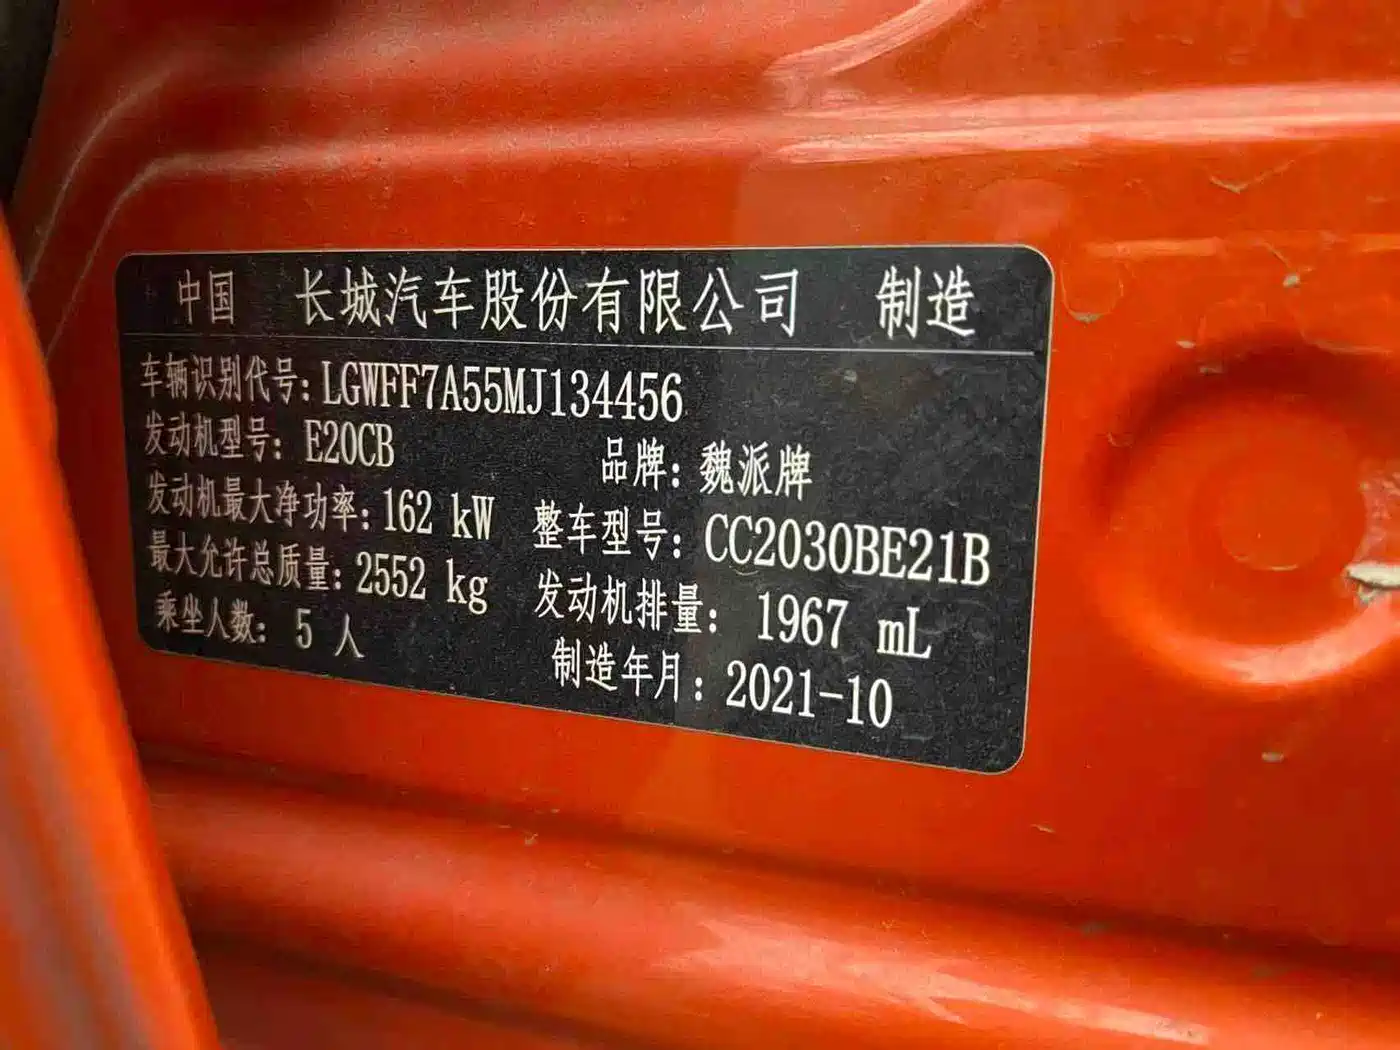 中国 长城汽车股份有限公司 制造
车辆识别代号: LGWFF7A55MJ134456
发动机型号: E20CB 品牌: 魏派牌
发动机最大净功率: 162 kW 整车型号: CC2030BE21B
最大允许总质量: 2552 kg 发动机排量: 1967 mL
乘坐人数: 5 人 制造年月: 2021-10